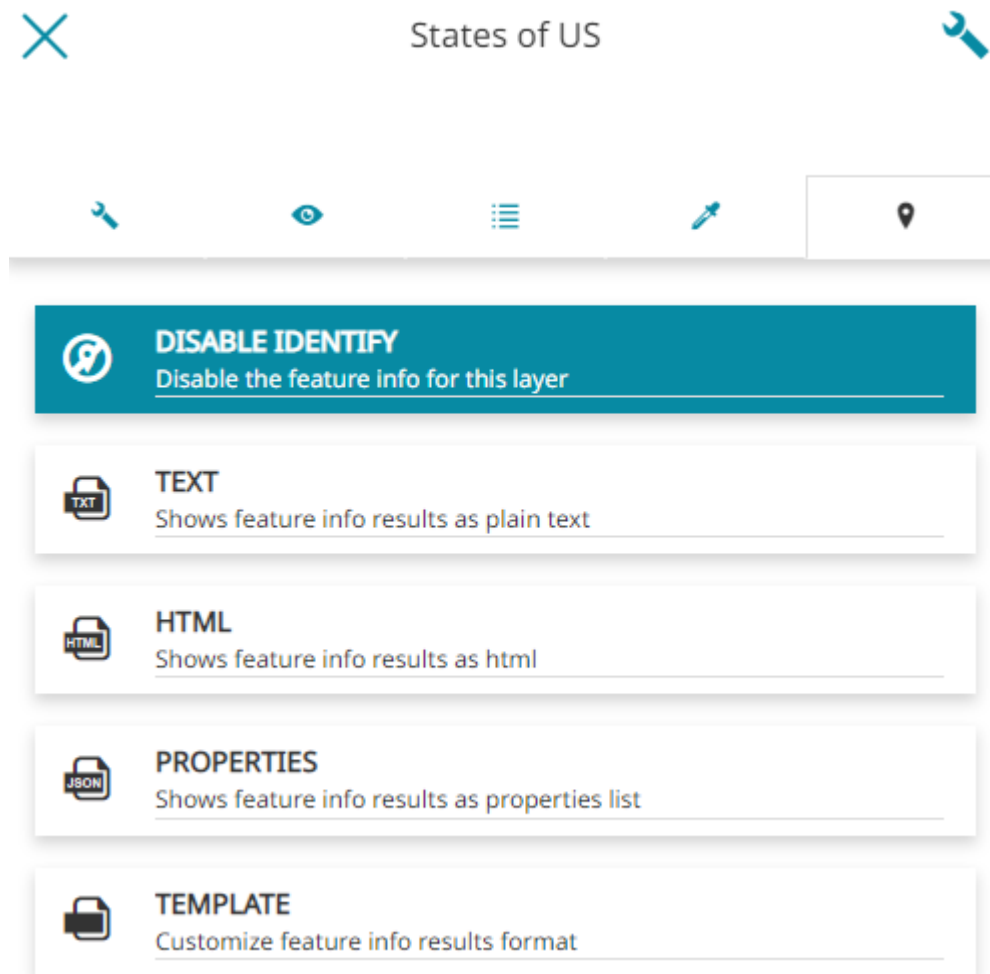 States of US
DISABLE IDENTIFY
Disable the feature info for this layer
TXT
TEXT
Shows feature info results as plain text
HTML
HTML
Shows feature info results as html
JSON
PROPERTIES
Shows feature info results as properties list
TEMPLATE
Customize feature info results format